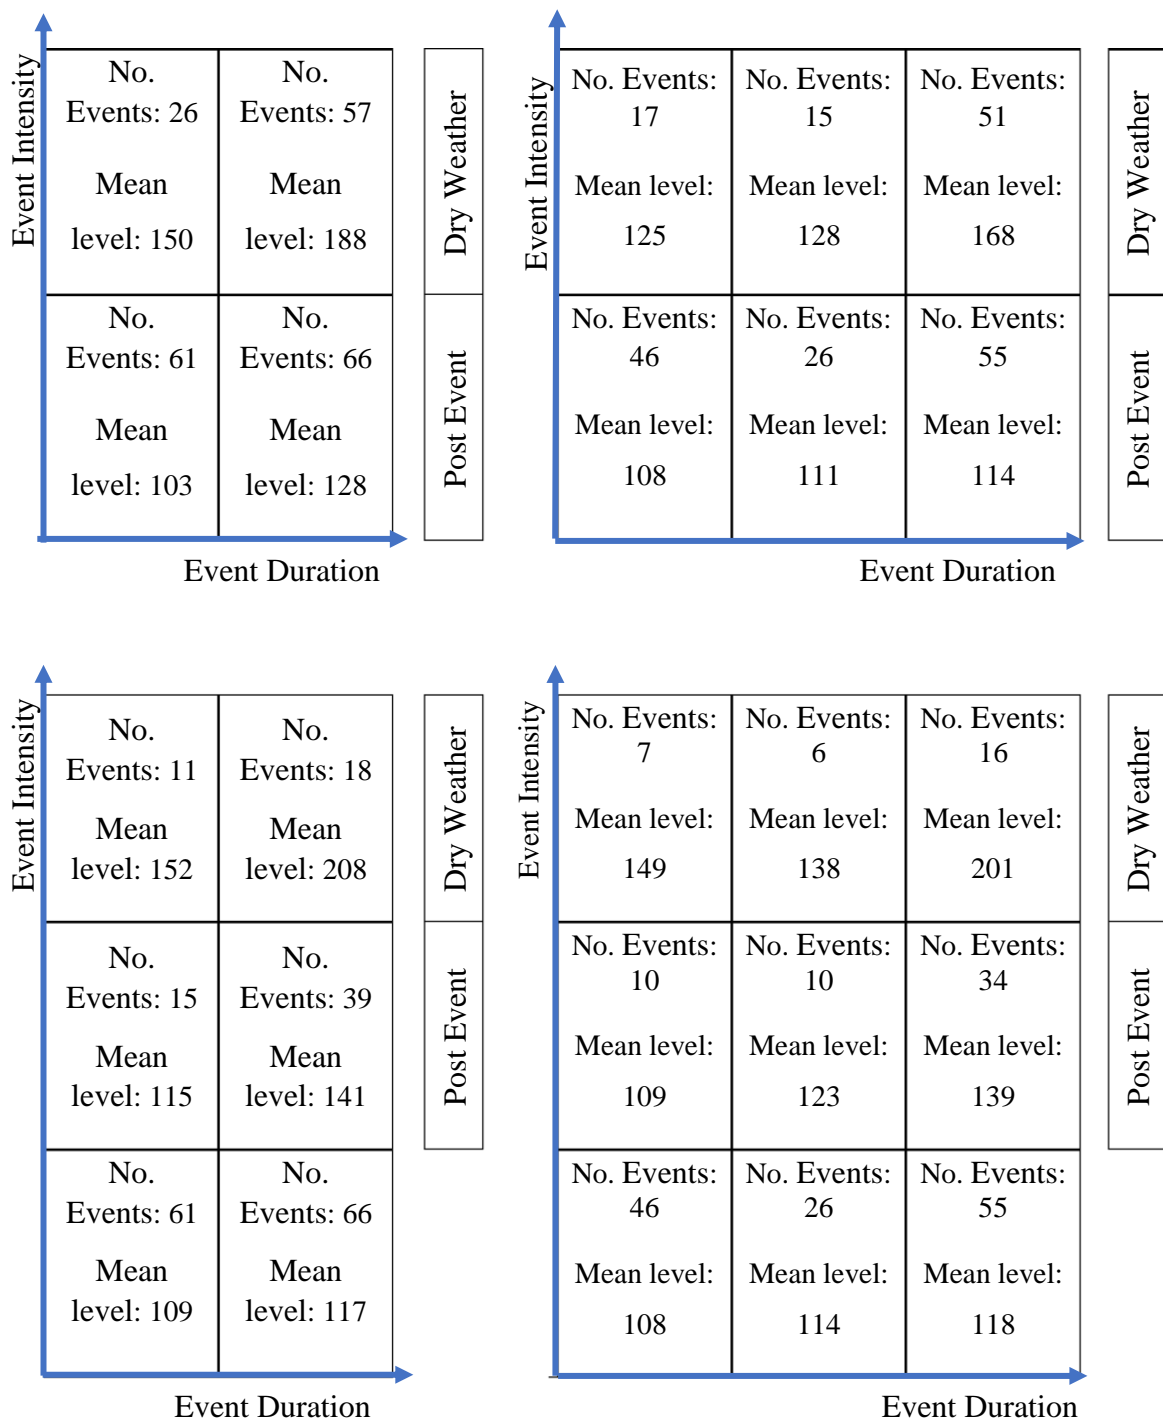 Event Intensity
No.
Events: 26
Mean
level: 150
No.
Events: 57
Mean
level: 188
Dry Weather
No.
Events: 61
Mean
level: 103
No.
Events: 66
Mean
level: 128
Post Event
Event Duration
Event Intensity
No. Events:
17
Mean level:
125
No. Events:
15
Mean level:
128
No. Events:
51
Mean level:
168
Dry Weather
No. Events:
46
Mean level:
108
No. Events:
26
Mean level:
111
No. Events:
55
Mean level:
114
Post Event
Event Duration
Event Intensity
No.
Events: 11
Mean
level: 152
No.
Events: 18
Mean
level: 208
Dry Weather
No.
Events: 15
Mean
level: 115
No.
Events: 39
Mean
level: 141
Post Event
No.
Events: 61
Mean
level: 109
No.
Events: 66
Mean
level: 117
Event Duration
Event Intensity
No. Events:
7
Mean level:
149
No. Events:
6
Mean level:
138
No. Events:
16
Mean level:
201
Dry Weather
No. Events:
10
Mean level:
109
No. Events:
10
Mean level:
123
No. Events:
34
Mean level:
139
Post Event
No. Events:
46
Mean level:
108
No. Events:
26
Mean level:
114
No. Events:
55
Mean level:
118
Event Duration